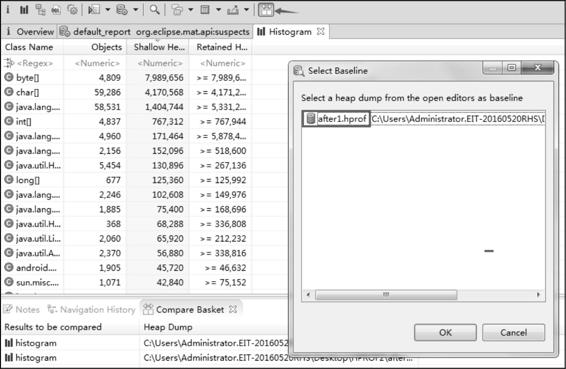 Overview default_report org.eclipse.mat.api:suspects Histogram
Class Name Objects Shallow He... Retained H...
<Regex> <Numeric> <Numeric> <Numeric>
byte[] 4,809 7,989,656 >= 7,989,6...
char[] 59,286 4,170,568 >= 4,171,2...
java.lang.... 58,531 1,404,744 >= 5,331,2...
int[] 4,837 767,312 >= 767,944
java.lang.... 4,960 171,464 >= 5,878,4...
java.lang.... 2,156 152,096 >= 518,600
java.util.H... 5,454 130,896 >= 267,136
long[] 677 125,360 >= 125,992
java.lang.... 2,246 102,608 >= 149,976
java.lang.... 1,885 75,400 >= 168,696
java.util.H... 368 68,288 >= 336,808
java.util.Li... 2,060 65,920 >= 212,232
java.util.A... 2,370 56,880 >= 338,816
android.... 1,905 45,720 >= 46,632
sun.misc.... 1,071 42,840 >= 75,152
Select Baseline
Select a heap dump from the open editors as baseline
after1.hprof C:\Users\Administrator.EIT-20160520RHS\D
OK Cancel
Notes Navigation History Compare Basket
Results to be compared Heap Dump
histogram C:\Users\Administrator.EIT-20160520
histogram C:\Users\Administrator.EIT-20160520RHS\Desktop\HPROF2\after...